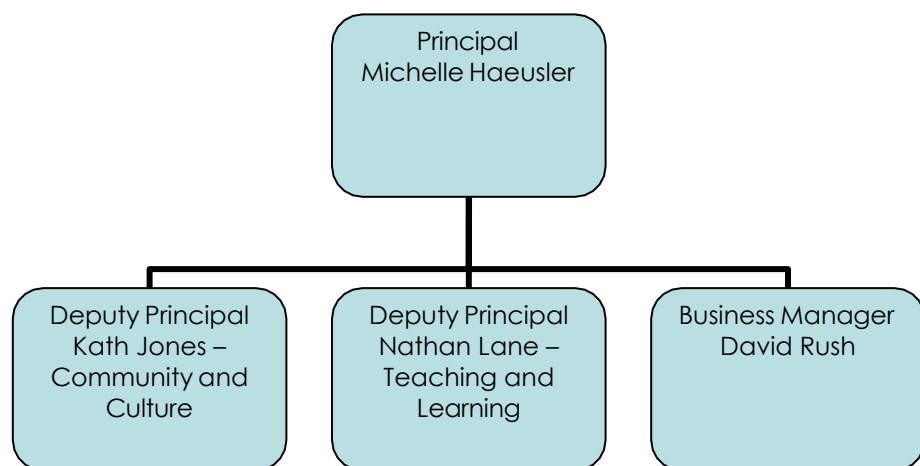 Principal
Michelle Haeusler
Deputy Principal
Kath Jones –
Community and
Culture
Deputy Principal
Nathan Lane –
Teaching and
Learning
Business Manager
David Rush